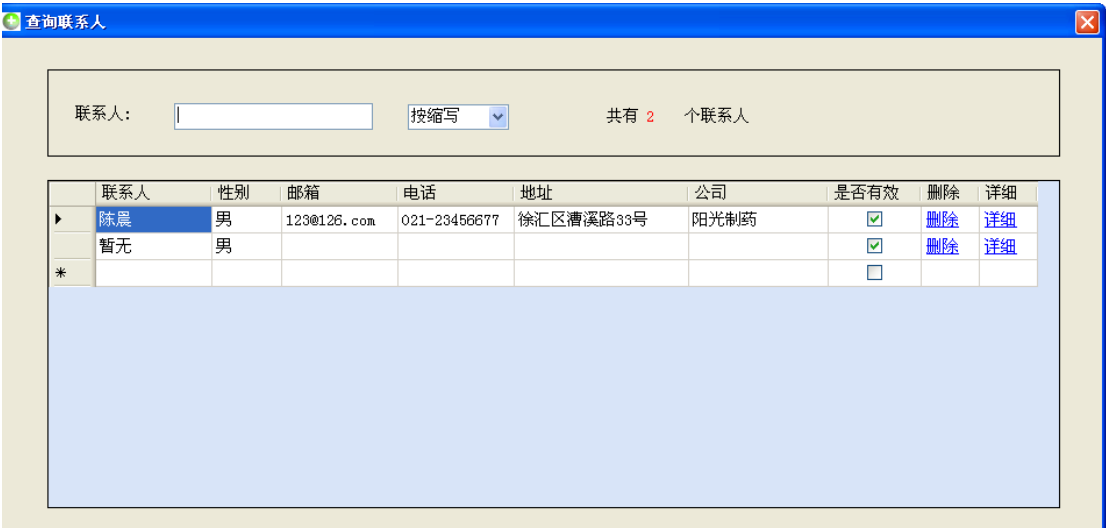 查询联系人
联系人: 按缩写 共有 2 个联系人
联系人 性别 邮箱 电话 地址 公司 是否有效 删除 详细
陈晨 男 123@126.com 021-23456677 徐汇区漕溪路33号 阳光制药 删除 详细
暂无 男 删除 详细